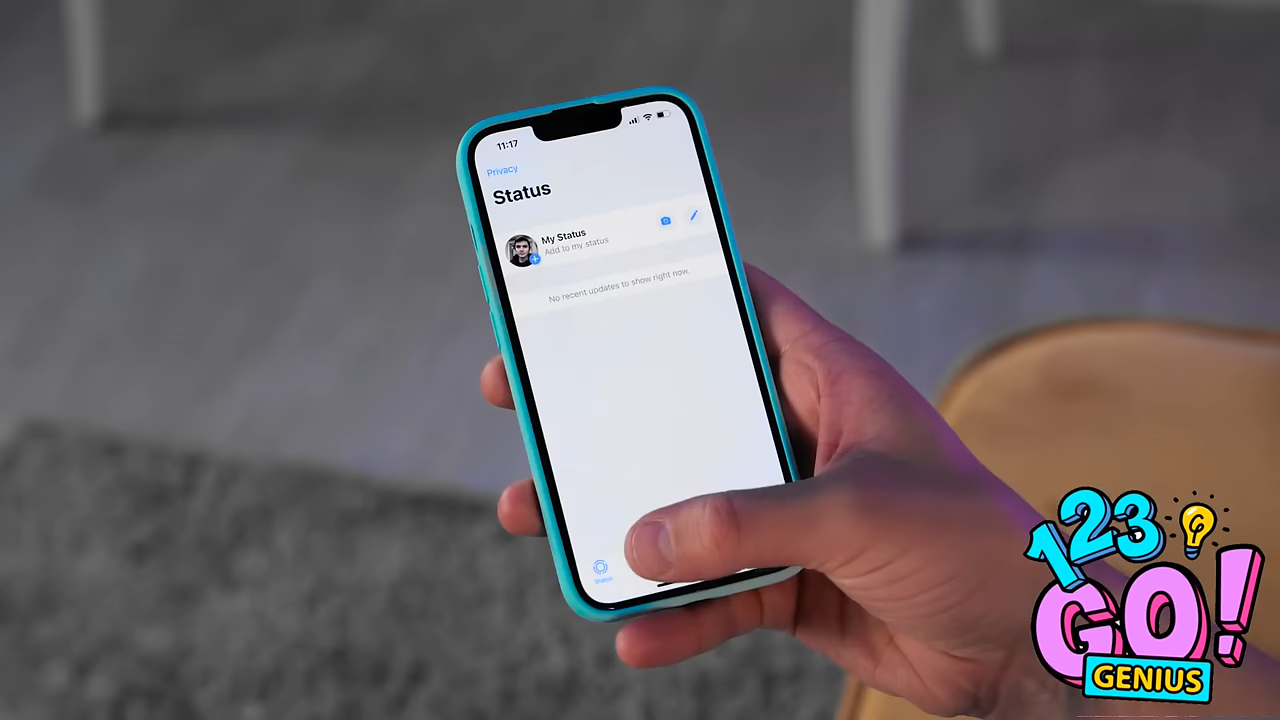 11:17
Privacy
Status
My Status
Add to my status
No recent updates to show right now.
Status
123
GO!
GENIUS